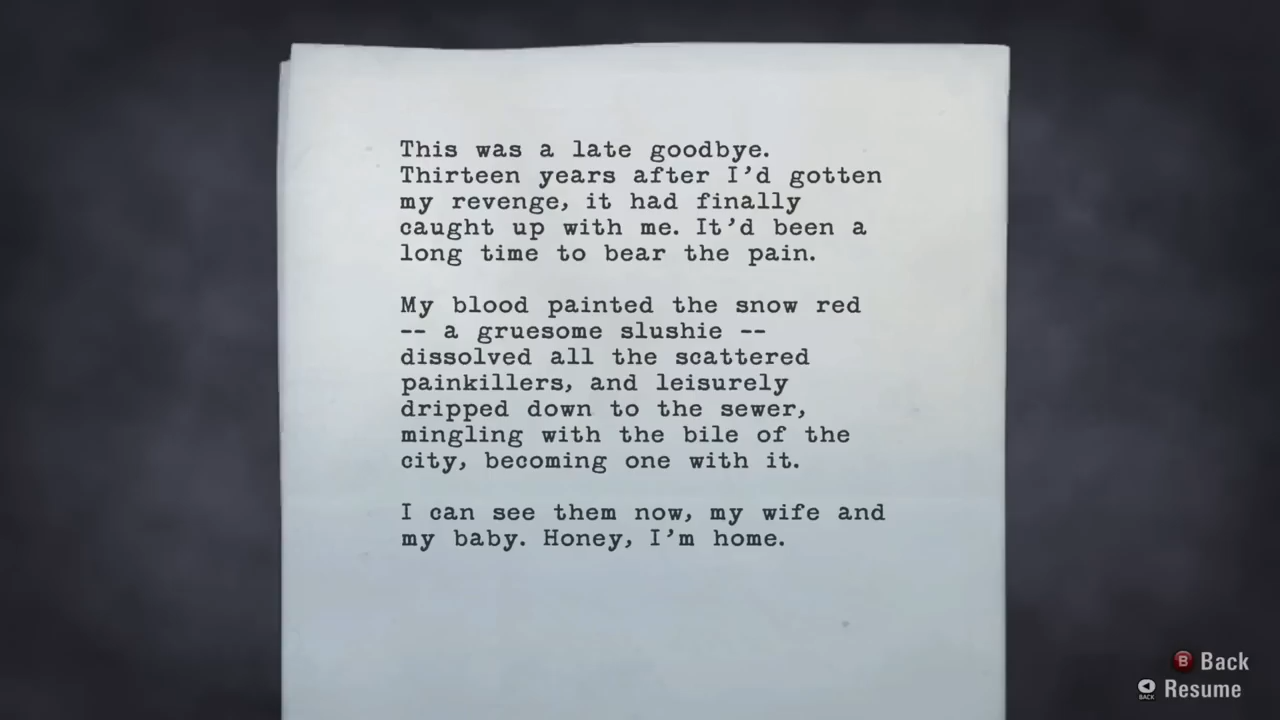 This was a late goodbye.
Thirteen years after I’d gotten
my revenge, it had finally
caught up with me. It’d been a
long time to bear the pain.
My blood painted the snow red
-- a gruesome slushie --
dissolved all the scattered
painkillers, and leisurely
dripped down to the sewer,
mingling with the bile of the
city, becoming one with it.
I can see them now, my wife and
my baby. Honey, I’m home.
B Back
BACK Resume